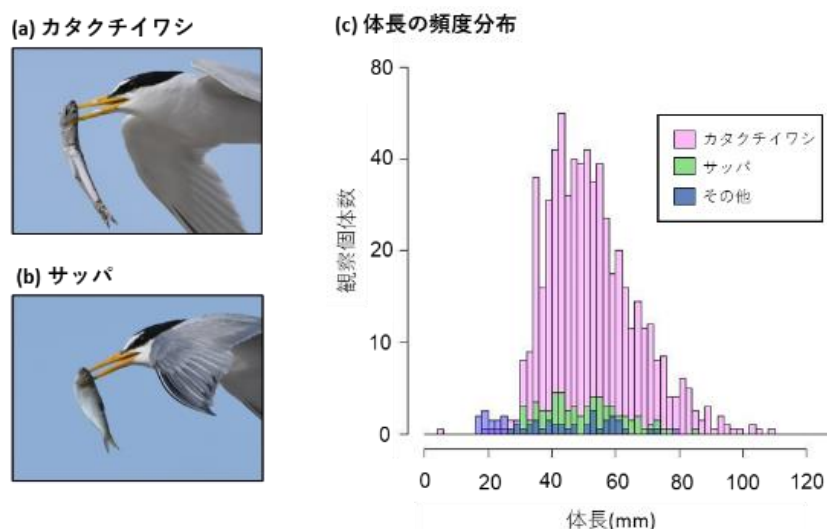 (a) カタクチイワシ
(b) サッパ
(c) 体長の頻度分布
80
40
20
10
0
観察個体数
カタクチイワシ
サッパ
その他
0 20 40 60 80 100 120
体長(mm)